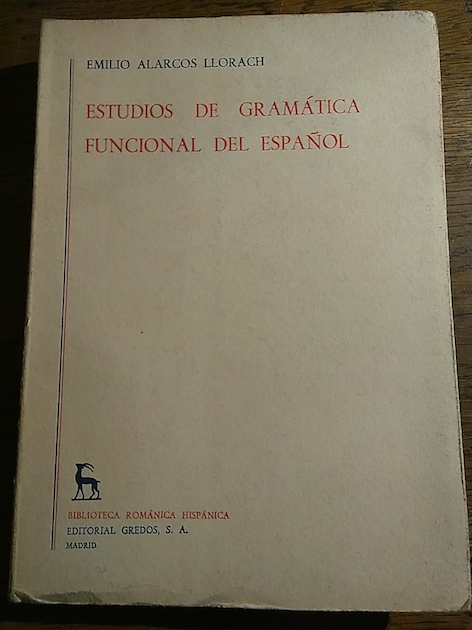 EMILIO ALARCOS LLORACH
ESTUDIOS DE GRAMÁTICA
FUNCIONAL DEL ESPAÑOL
BIBLIOTECA ROMÁNICA HISPÁNICA
EDITORIAL GREDOS, S. A.
MADRID